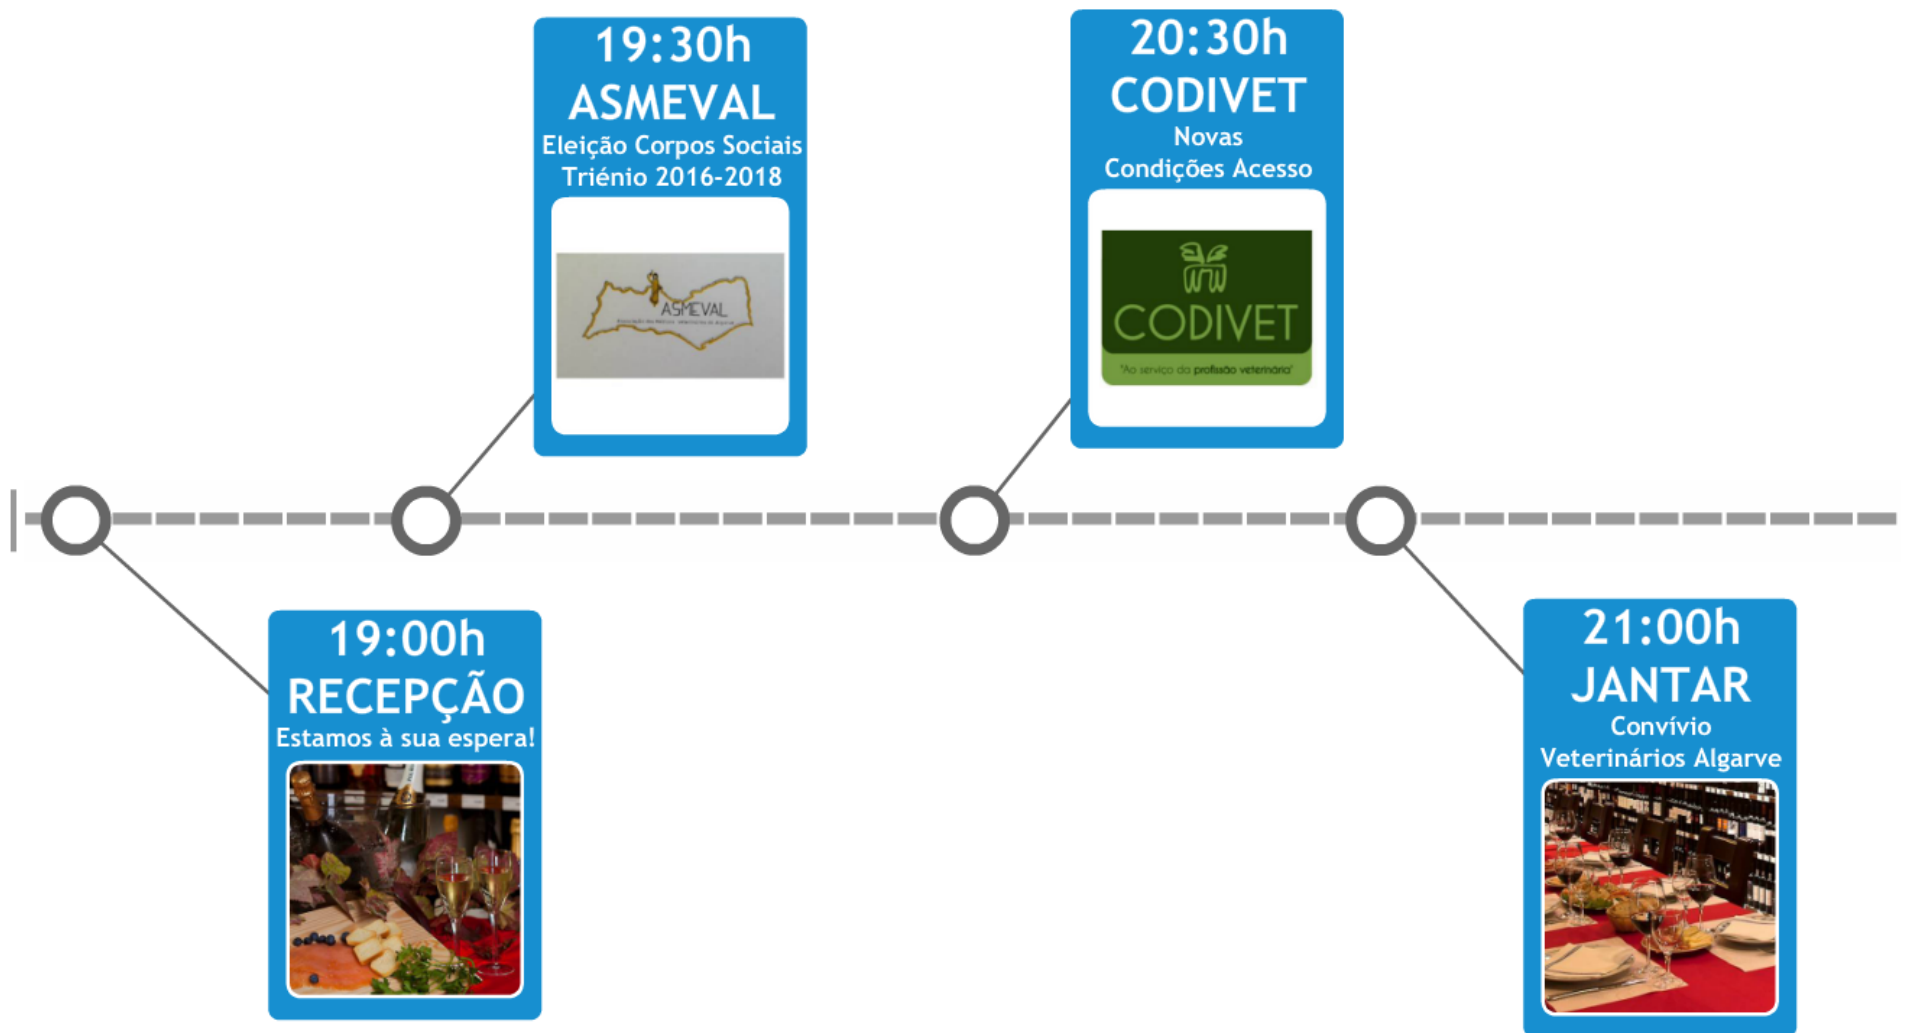 19:30h
ASMEVAL
Eleição Corpos Sociais
Triénio 2016-2018
ASMEVAL
20:30h
CODIVET
Novas
Condições Acesso
CODIVET
"Ao serviço da profissão veterinária"
19:00h
RECEPÇÃO
Estamos à sua espera!
21:00h
JANTAR
Convívio
Veterinários Algarve